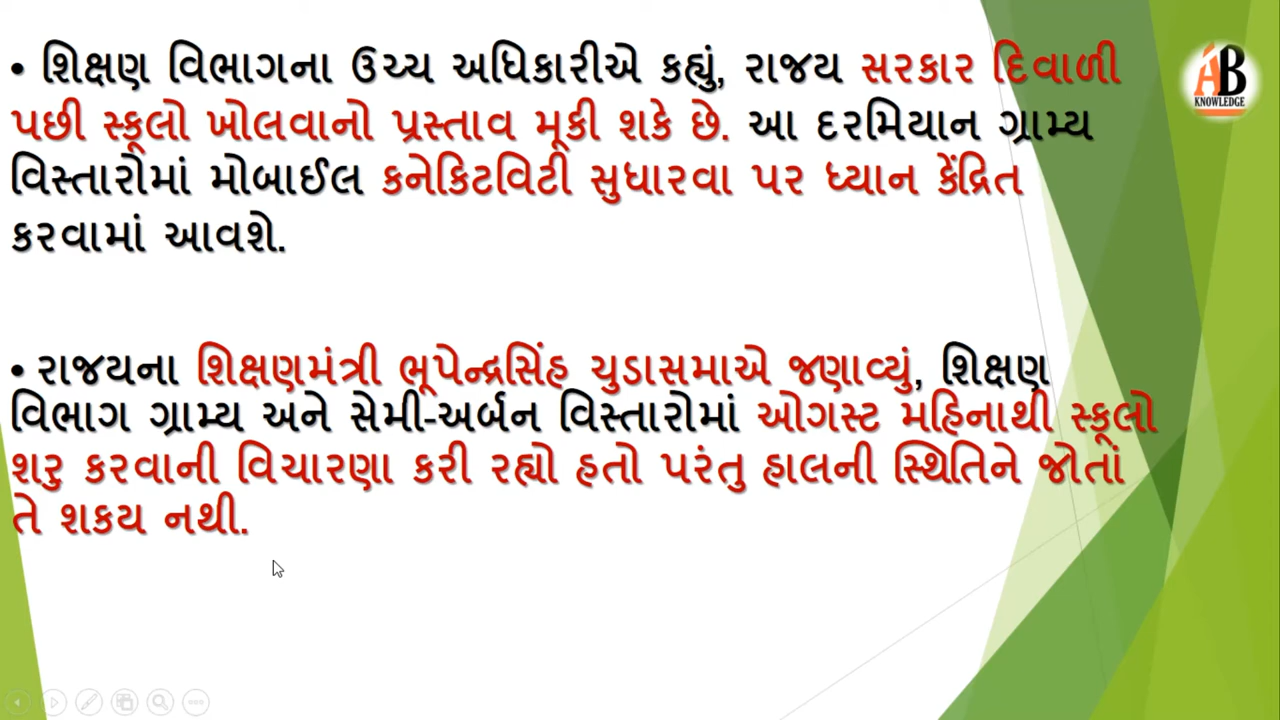 • શિક્ષણ વિભાગના ઉચ્ચ અધિકારીએ કહ્યું, રાજય સરકાર દિવાળી
પછી સ્કૂલો ખોલવાનો પ્રસ્તાવ મૂકી શકે છે. આ દરમિયાન ગ્રામ્ય
વિસ્તારોમાં મોબાઈલ કનેકિટવિટી સુધારવા પર ધ્યાન કેંદ્રિત
કરવામાં આવશે.
• રાજયના શિક્ષણમંત્રી ભૂપેન્દ્રસિંહ ચુડાસમાએ જણાવ્યું, શિક્ષણ
વિભાગ ગ્રામ્ય અને સેમી-અર્બન વિસ્તારોમાં ઓગસ્ટ મહિનાથી સ્કૂલો
શરુ કરવાની વિચારણા કરી રહ્યો હતો પરંતુ હાલની સ્થિતિને જોતાં
તે શકય નથી.
AB
KNOWLEDGE